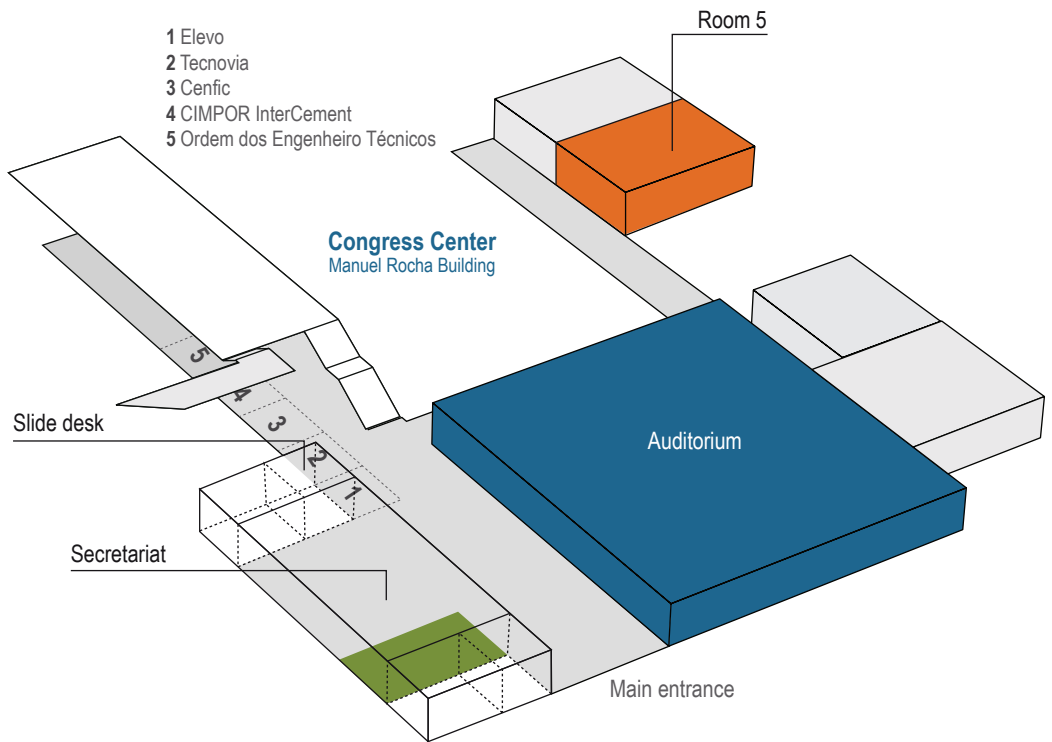 Room 5
1 Elevo
2 Tecnovia
3 Cenfic
4 CIMPOR InterCement
5 Ordem dos Engenheiro Técnicos
Congress Center
Manuel Rocha Building
5
4
3
2
1
Slide desk
Auditorium
Secretariat
Main entrance